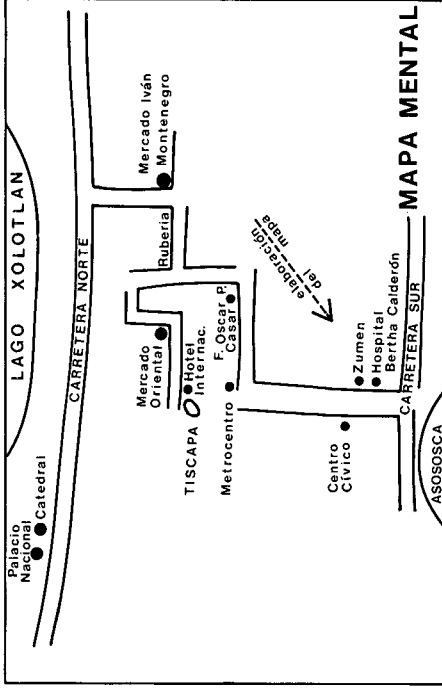 LAGO XOLOTLAN
Palacio
Nacional
Catedral
CARRETERA NORTE
Mercado
Oriental
Ruberia
Mercado Iván
Montenegro
TISCAPA
Hotel
Internac.
Metrocentro
F. Oscar P.
Casar
elaboración
del
mapa
Centro
Cívico
Zumen
Hospital
Bertha Calderón
CARRETERA SUR
ASOSOSCA
MAPA MENTAL